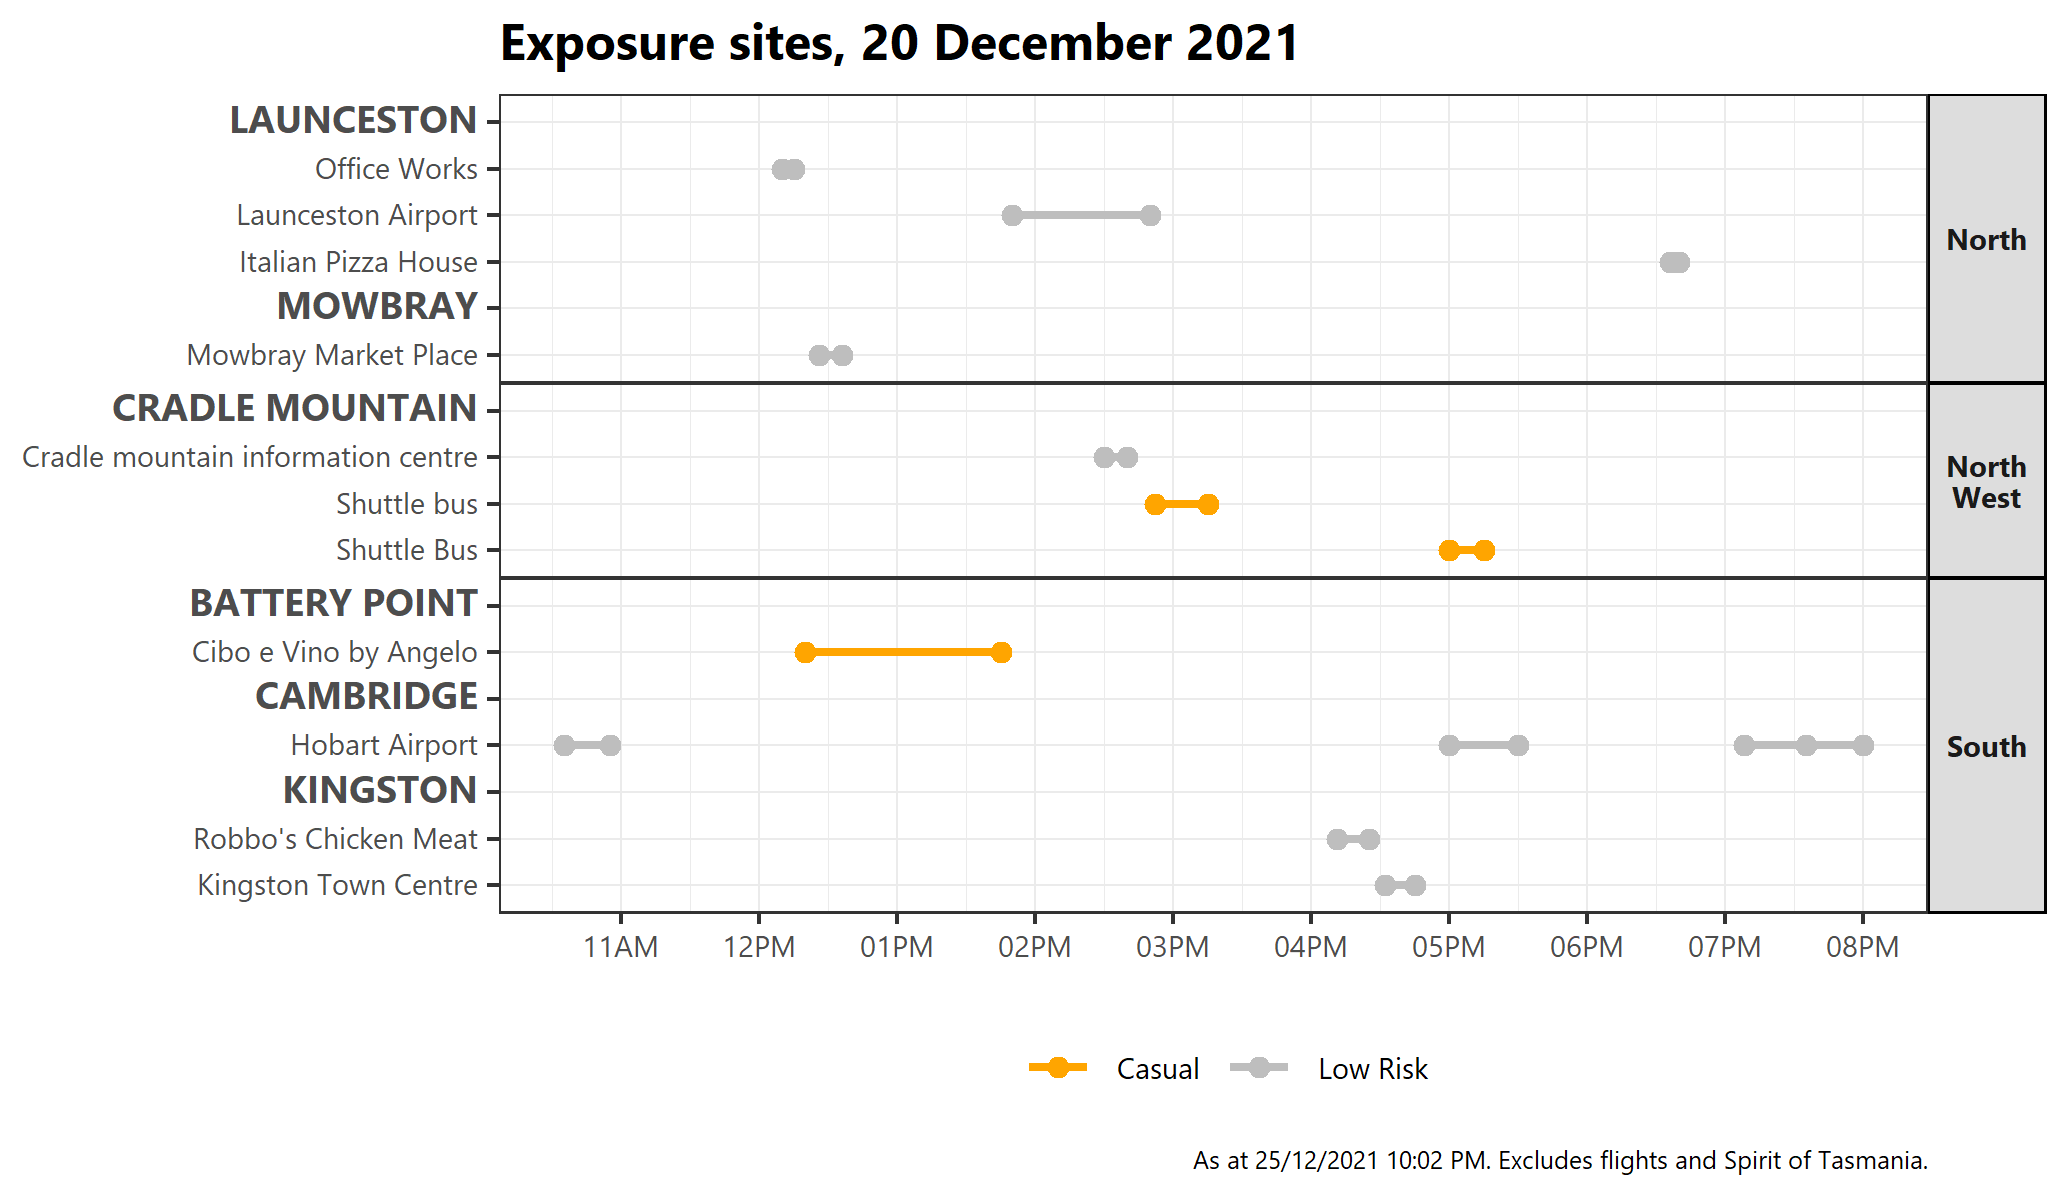 Exposure sites, 20 December 2021
LAUNCESTON
Office Works
Launceston Airport
Italian Pizza House
MOWBRAY
Mowbray Market Place
North
CRADLE MOUNTAIN
Cradle mountain information centre
Shuttle bus
Shuttle Bus
North
West
BATTERY POINT
Cibo e Vino by Angelo
CAMBRIDGE
Hobart Airport
KINGSTON
Robbo's Chicken Meat
Kingston Town Centre
South
11AM 12PM 01PM 02PM 03PM 04PM 05PM 06PM 07PM 08PM
Casual Low Risk
As at 25/12/2021 10:02 PM. Excludes flights and Spirit of Tasmania.